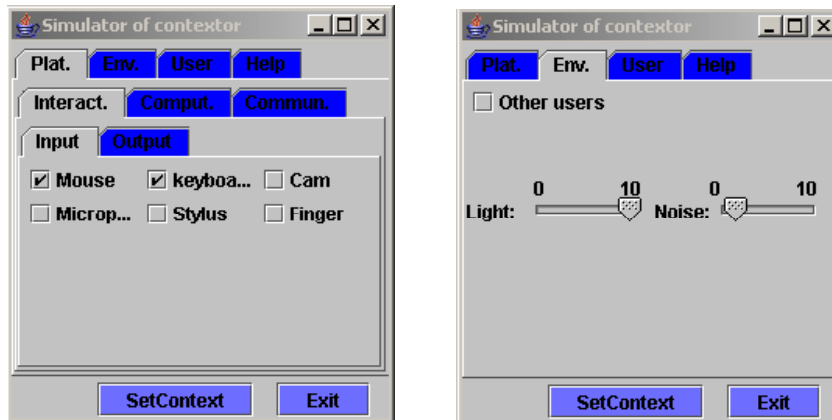 Simulator of contextor
Plat. Env. User Help
Interact. Comput. Commun.
Input Output
Mouse keyboa... Cam
Microp... Stylus Finger
SetContext Exit
Simulator of contextor
Plat. Env. User Help
Other users
0 10 0 10
Light: Noise:
SetContext Exit